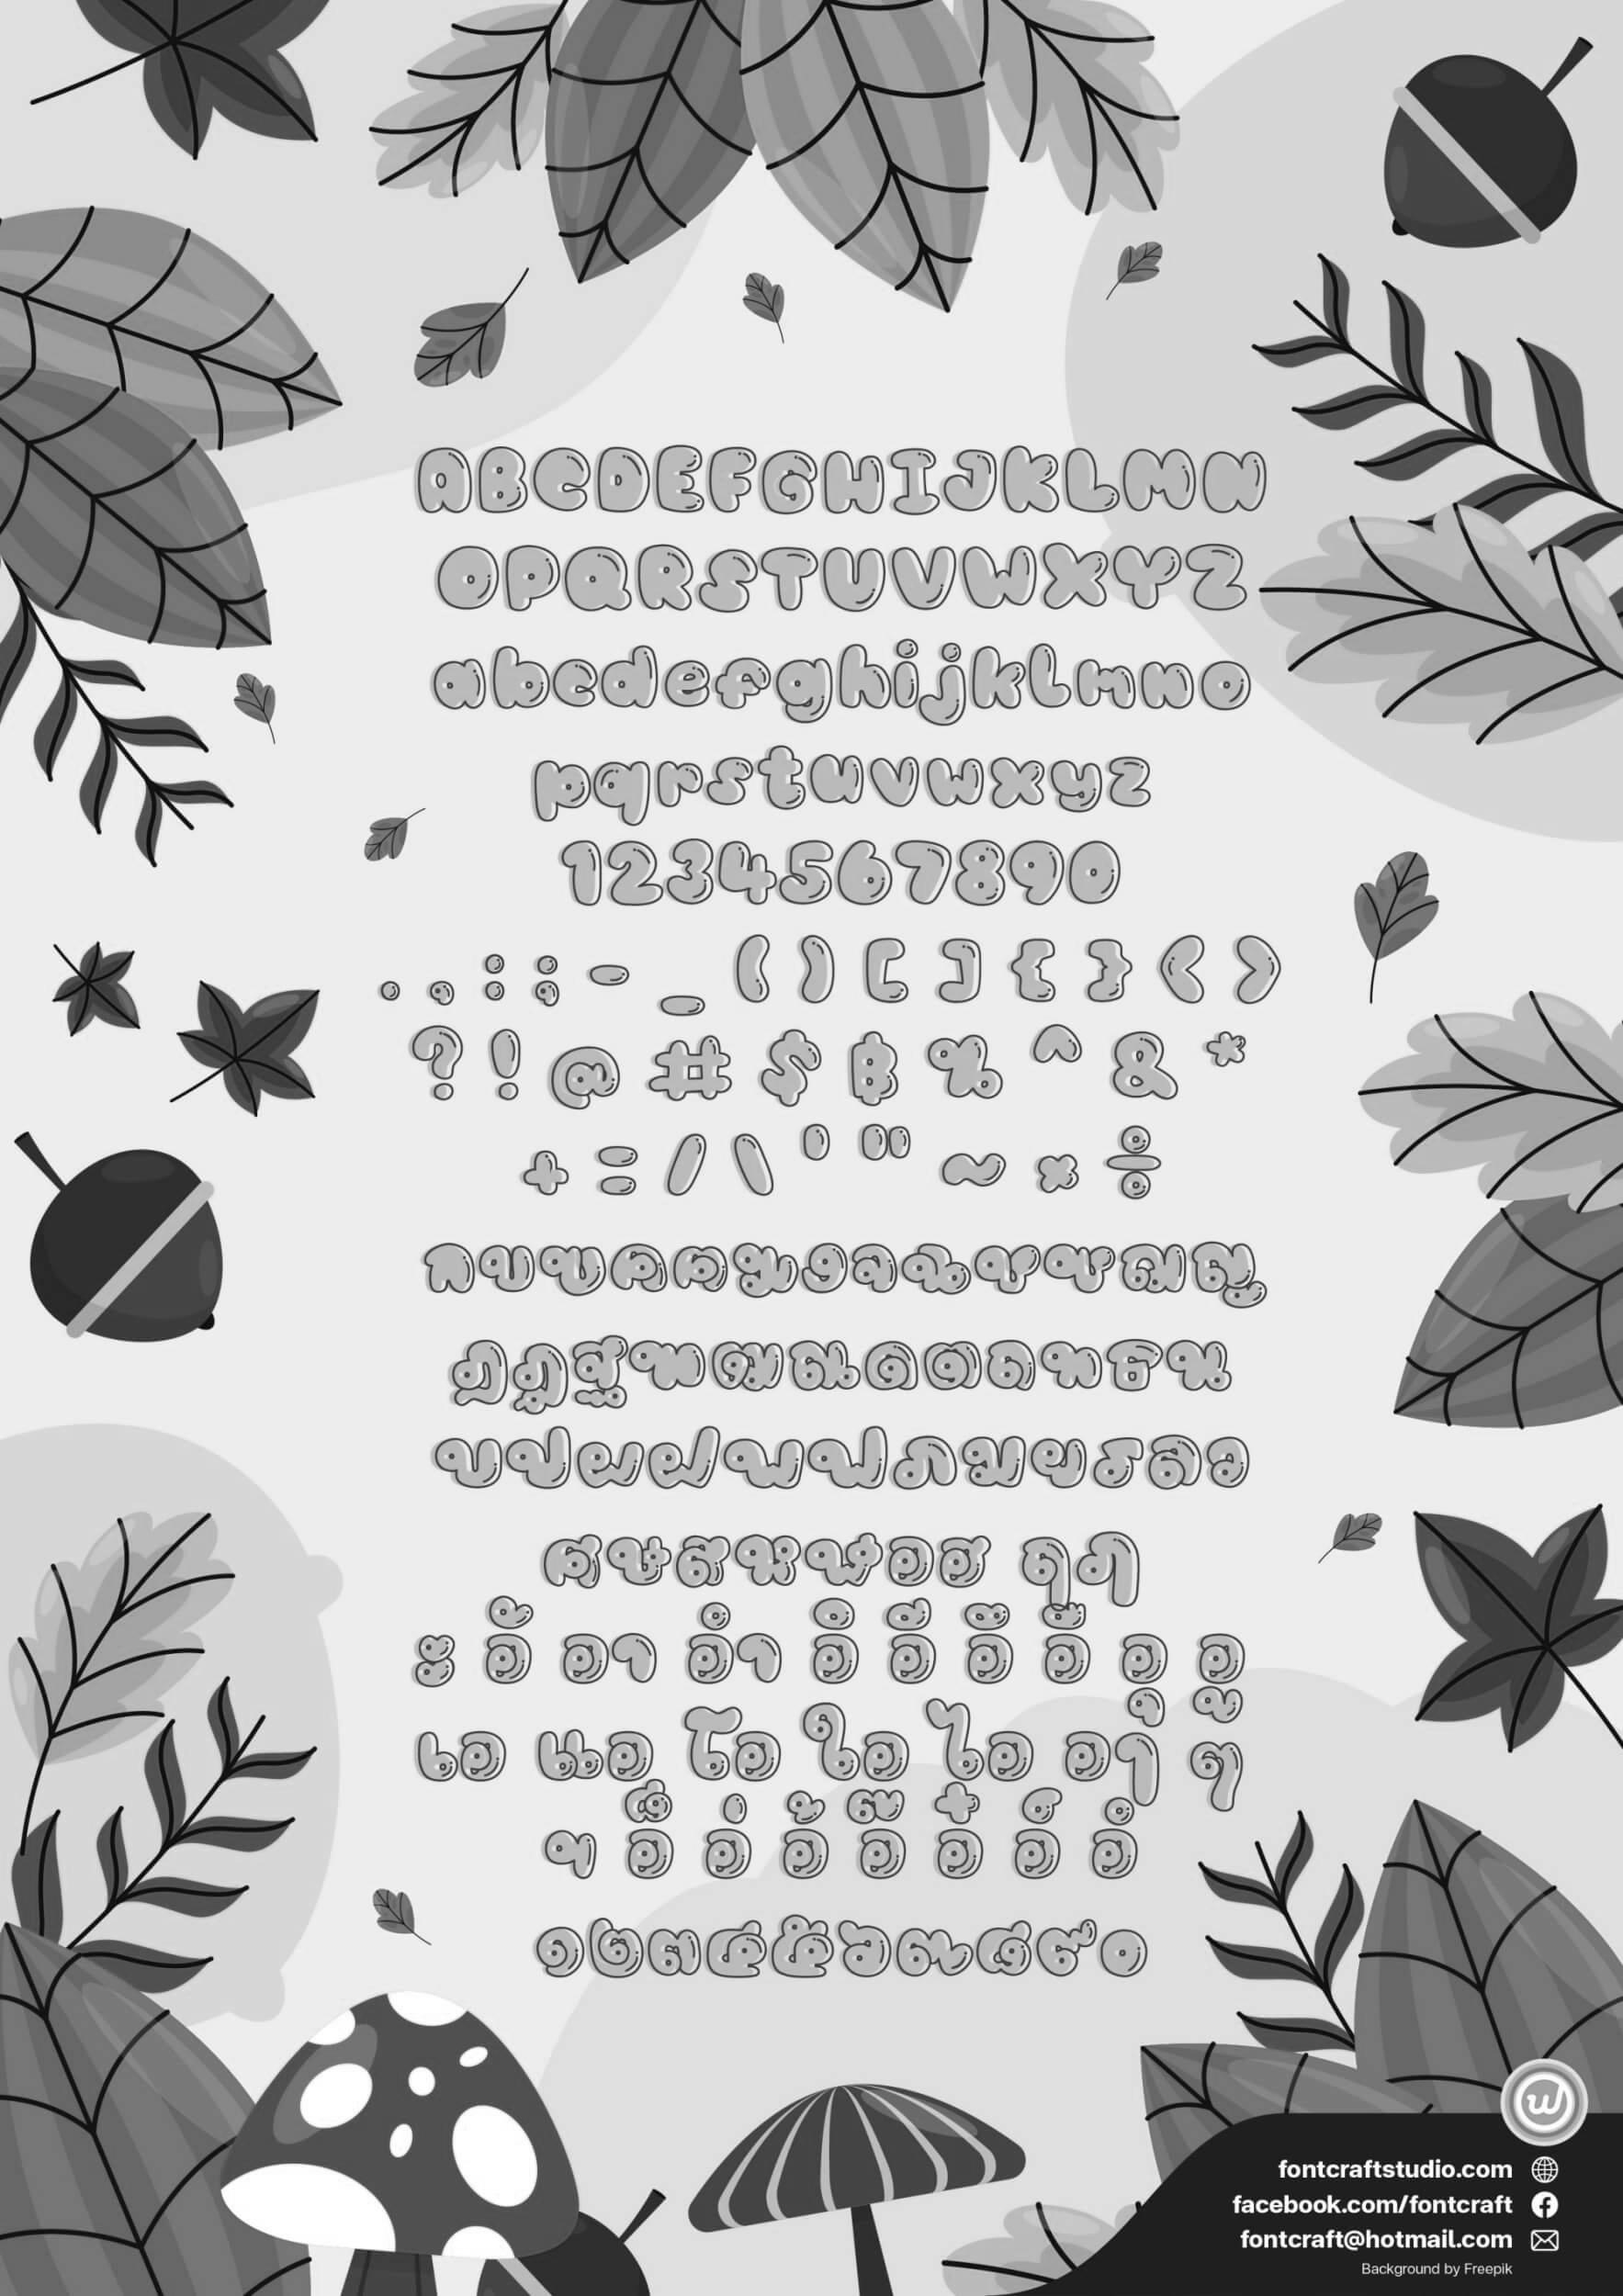 ABCDEFGHIJKLMN
OPQRSTUVWXYZ
abcdefghijklmno
pqrstuvwxyz
1234567890
. , : ; - _ ( ) [ ] { } < >
? ! @ # $ ฿ % ^ & *
+ = / \ ' " ~ × ÷
กขฃคฅฆงจฉชซฌญ
ฎฏฐฑฒณดตถทธน
บปผฝพฟภมยรลว
ศษสหฬอฮ ฤ ภ
ะ อั อา อำ อิ อี อึ อื อุ อู
เอ แอ โอ ใอ ไอ อๅ ๆ
ฯ อ็ อ่ อ้ อ๊ อ๋ อ์ อํ
๑๒๓๔๕๖๗๘๙๐
w
fontcraftstudio.com
facebook.com/fontcraft
fontcraft@hotmail.com
Background by Freepik